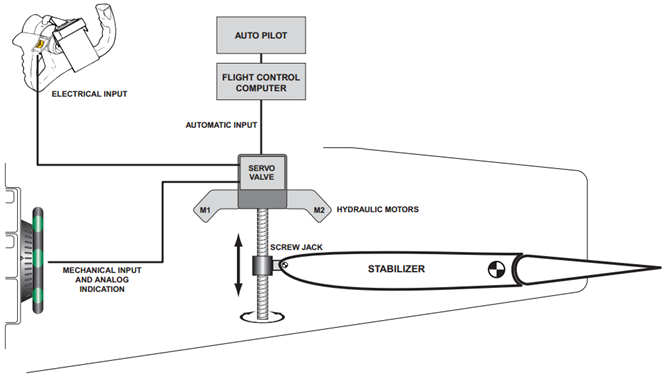 AUTO PILOT
FLIGHT CONTROL
COMPUTER
ELECTRICAL INPUT
AUTOMATIC INPUT
SERVO
VALVE
M1
M2
HYDRAULIC MOTORS
SCREW JACK
STABILIZER
MECHANICAL INPUT
AND ANALOG
INDICATION